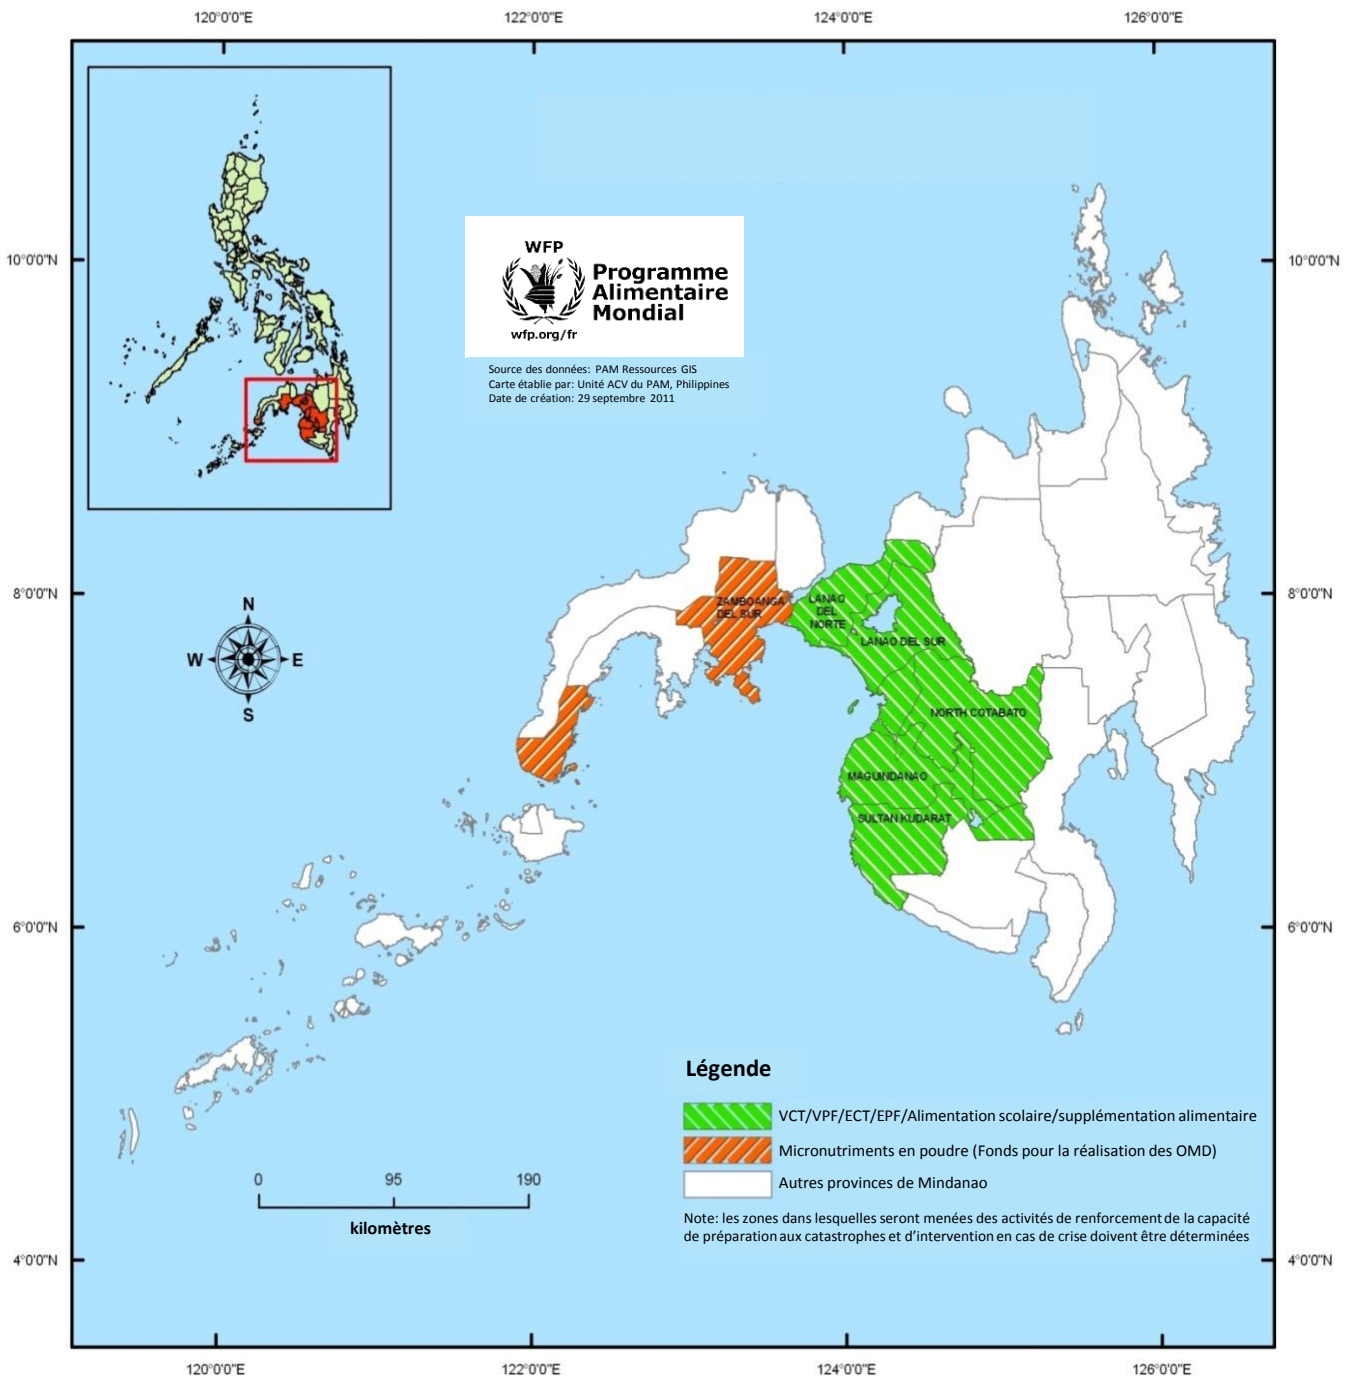 120°0'0"E
122°0'0"E
124°0'0"E
126°0'0"E
10°0'0"N
10°0'0"N
WFP
Programme
Alimentaire
Mondial
wfp.org/fr
Source des données: PAM Ressources GIS
Carte établie par: Unité ACV du PAM, Philippines
Date de création: 29 septembre 2011
8°0'0"N
8°0'0"N
ZAMBOANGA
DEL SUR
LANAO
DEL
NORTE
LANAO DEL SUR
N
W
E
S
NORTH COTABATO
MAGUINDANAO
SULTAN KUDARAT
6°0'0"N
6°0'0"N
Légende
VCT/VPF/ECT/EPF/Alimentation scolaire/supplémentation alimentaire
Micronutriments en poudre (Fonds pour la réalisation des OMD)
Autres provinces de Mindanao
0
95
190
kilomètres
Note: les zones dans lesquelles seront menées des activités de renforcement de la capacité
de préparation aux catastrophes et d'intervention en cas de crise doivent être déterminées
4°0'0"N
4°0'0"N
120°0'0"E
122°0'0"E
124°0'0"E
126°0'0"E